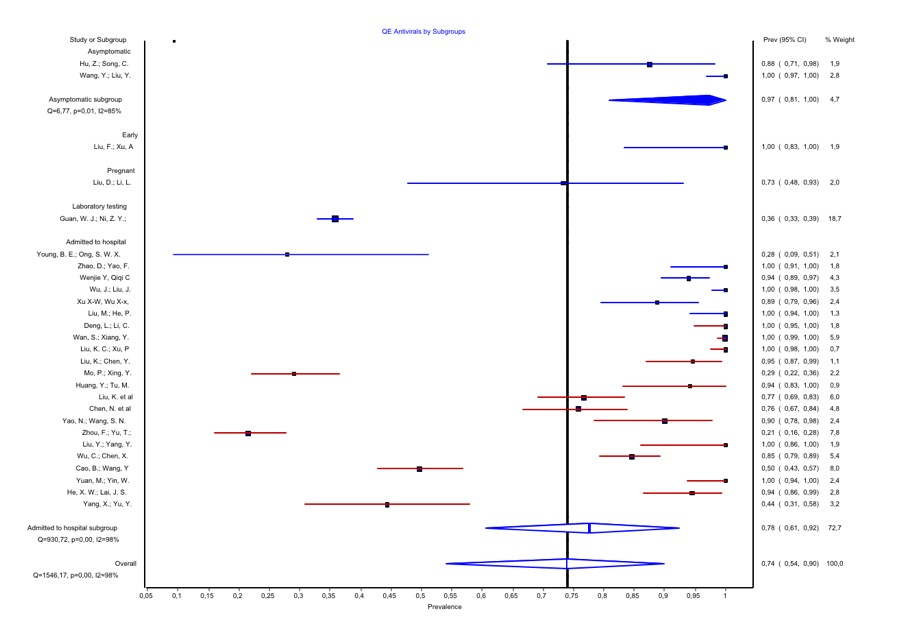 QE Antivirals by Subgroups
Study or Subgroup Prev (95% CI) % Weight
Asymptomatic
Hu, Z.; Song, C. 0,88 ( 0,71, 0,98) 1,9
Wang, Y.; Liu, Y. 1,00 ( 0,97, 1,00) 2,8
Asymptomatic subgroup 0,97 ( 0,81, 1,00) 4,7
Q=6,77, p=0,01, I2=85%
Early
Liu, F.; Xu, A 1,00 ( 0,83, 1,00) 1,9
Pregnant
Liu, D.; Li, L. 0,73 ( 0,48, 0,93) 2,0
Laboratory testing
Guan, W. J.; Ni, Z. Y.; 0,36 ( 0,33, 0,39) 18,7
Admitted to hospital
Young, B. E.; Ong, S. W. X. 0,28 ( 0,09, 0,51) 2,1
Zhao, D.; Yao, F. 1,00 ( 0,91, 1,00) 1,8
Wenjie Y, Qiqi C 0,94 ( 0,89, 0,97) 4,3
Wu, J.; Liu, J. 1,00 ( 0,98, 1,00) 3,5
Xu X-W, Wu X-x, 0,89 ( 0,79, 0,96) 2,4
Liu, M.; He, P. 1,00 ( 0,94, 1,00) 1,3
Deng, L.; Li, C. 1,00 ( 0,95, 1,00) 1,8
Wan, S.; Xiang, Y. 1,00 ( 0,99, 1,00) 5,9
Liu, K. C.; Xu, P 1,00 ( 0,98, 1,00) 0,7
Liu, K.; Chen, Y. 0,95 ( 0,87, 0,99) 1,1
Mo, P.; Xing, Y. 0,29 ( 0,22, 0,36) 2,2
Huang, Y.; Tu, M. 0,94 ( 0,83, 1,00) 0,9
Liu, K. et al 0,77 ( 0,69, 0,83) 6,0
Chen, N. et al 0,76 ( 0,67, 0,84) 4,8
Yao, N.; Wang, S. N. 0,90 ( 0,78, 0,98) 2,4
Zhou, F.; Yu, T.; 0,21 ( 0,16, 0,28) 7,8
Liu, Y.; Yang, Y. 1,00 ( 0,86, 1,00) 1,9
Wu, C.; Chen, X. 0,85 ( 0,79, 0,89) 5,4
Cao, B.; Wang, Y 0,50 ( 0,43, 0,57) 8,0
Yuan, M.; Yin, W. 1,00 ( 0,94, 1,00) 2,4
He, X. W.; Lai, J. S. 0,94 ( 0,86, 0,99) 2,8
Yang, X.; Yu, Y. 0,44 ( 0,31, 0,58) 3,2
Admitted to hospital subgroup 0,78 ( 0,61, 0,92) 72,7
Q=930,72, p=0,00, I2=98%
Overall 0,74 ( 0,54, 0,90) 100,0
Q=1546,17, p=0,00, I2=98%
0,05 0,1 0,15 0,2 0,25 0,3 0,35 0,4 0,45 0,5 0,55 0,6 0,65 0,7 0,75 0,8 0,85 0,9 0,95 1
Prevalence